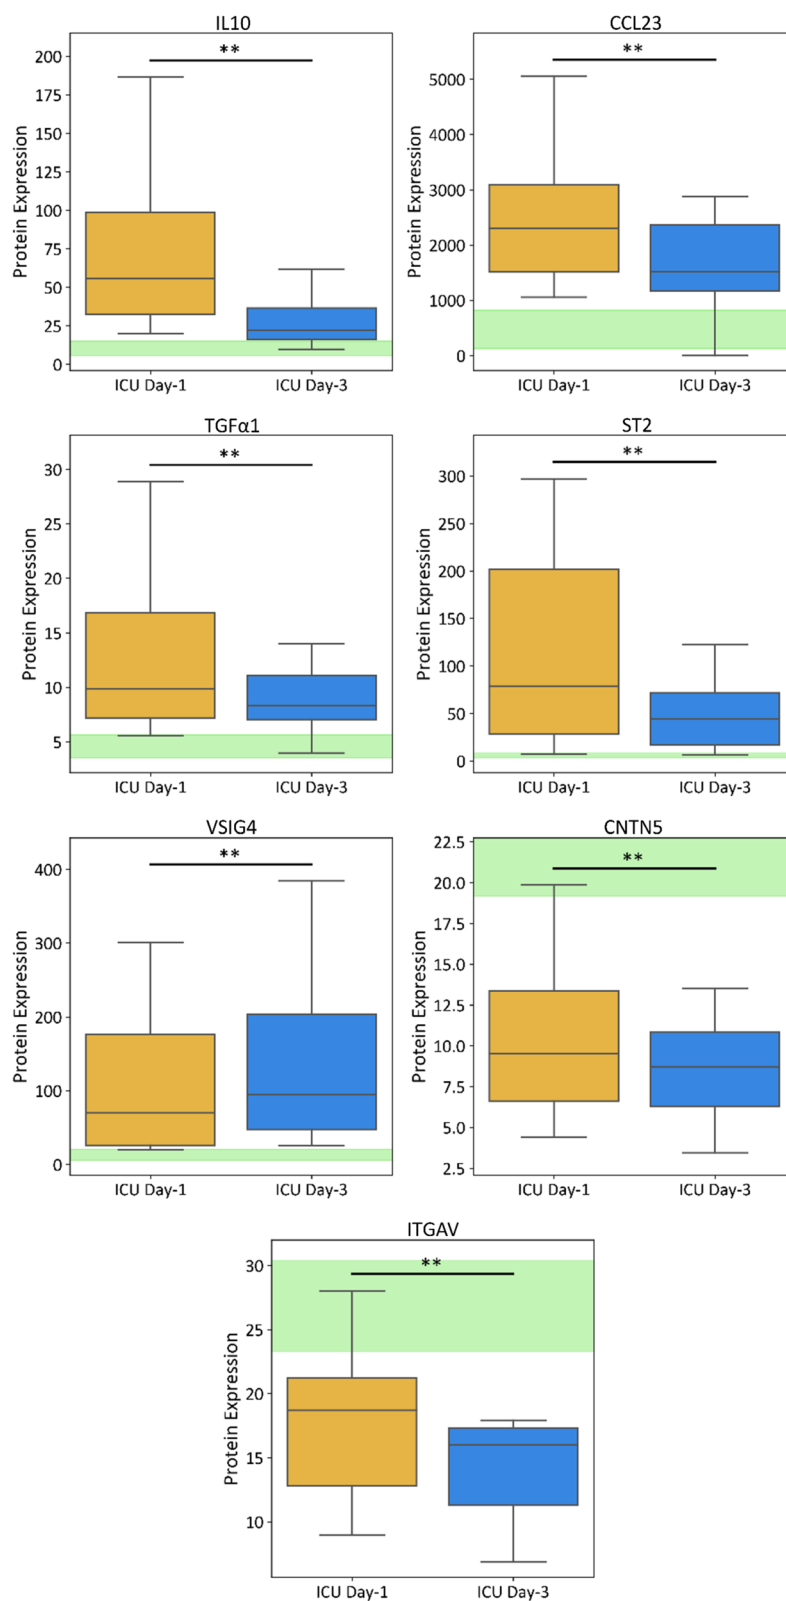 IL10
**
200
175
150
125
100
75
50
25
0
Protein Expression
ICU Day-1 ICU Day-3
CCL23
**
5000
4000
3000
2000
1000
0
Protein Expression
ICU Day-1 ICU Day-3
TGFα1
**
30
25
20
15
10
5
Protein Expression
ICU Day-1 ICU Day-3
ST2
**
300
250
200
150
100
50
0
Protein Expression
ICU Day-1 ICU Day-3
VSIG4
**
400
300
200
100
0
Protein Expression
ICU Day-1 ICU Day-3
CNTN5
**
22.5
20.0
17.5
15.0
12.5
10.0
7.5
5.0
2.5
Protein Expression
ICU Day-1 ICU Day-3
ITGAV
**
30
25
20
15
10
Protein Expression
ICU Day-1 ICU Day-3